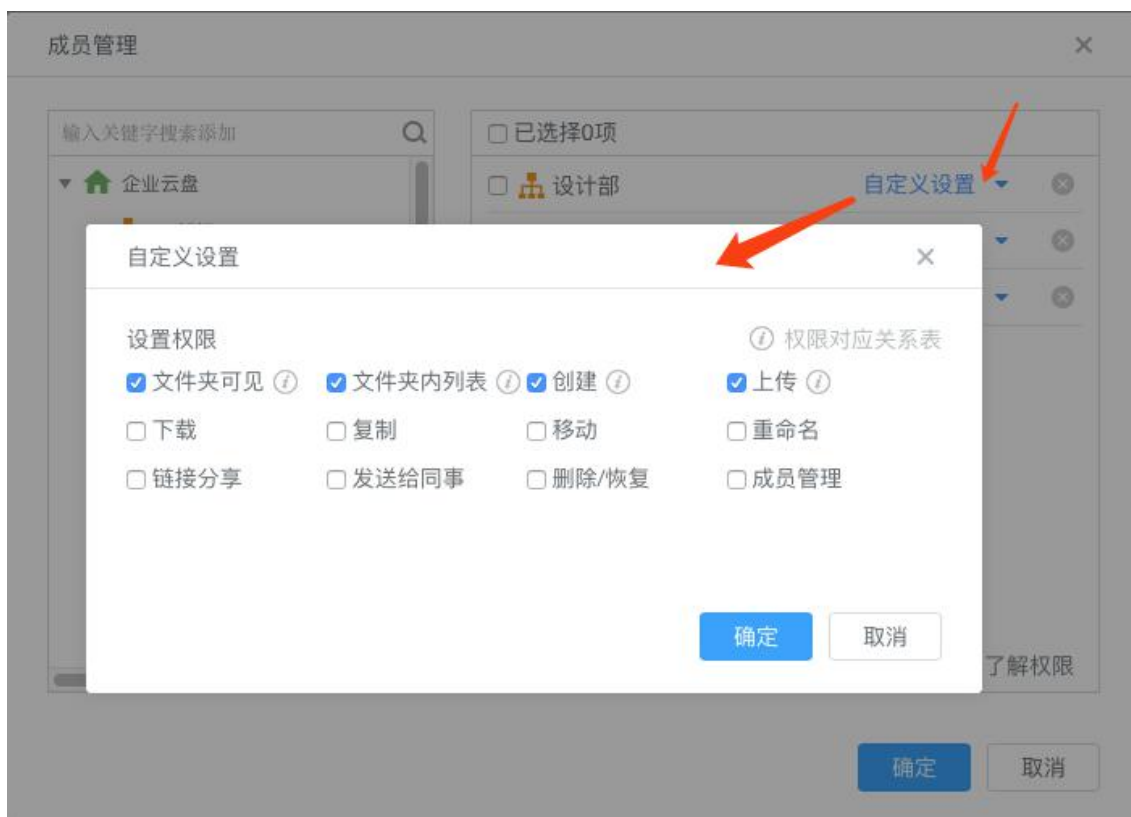 成员管理
输入关键字搜索添加
已选择0项
企业云盘
设计部 自定义设置
自定义设置
设置权限 权限对应关系表
文件夹可见 文件夹内列表 创建 上传
下载 复制 移动 重命名
链接分享 发送给同事 删除/恢复 成员管理
确定 取消
了解权限
确定 取消